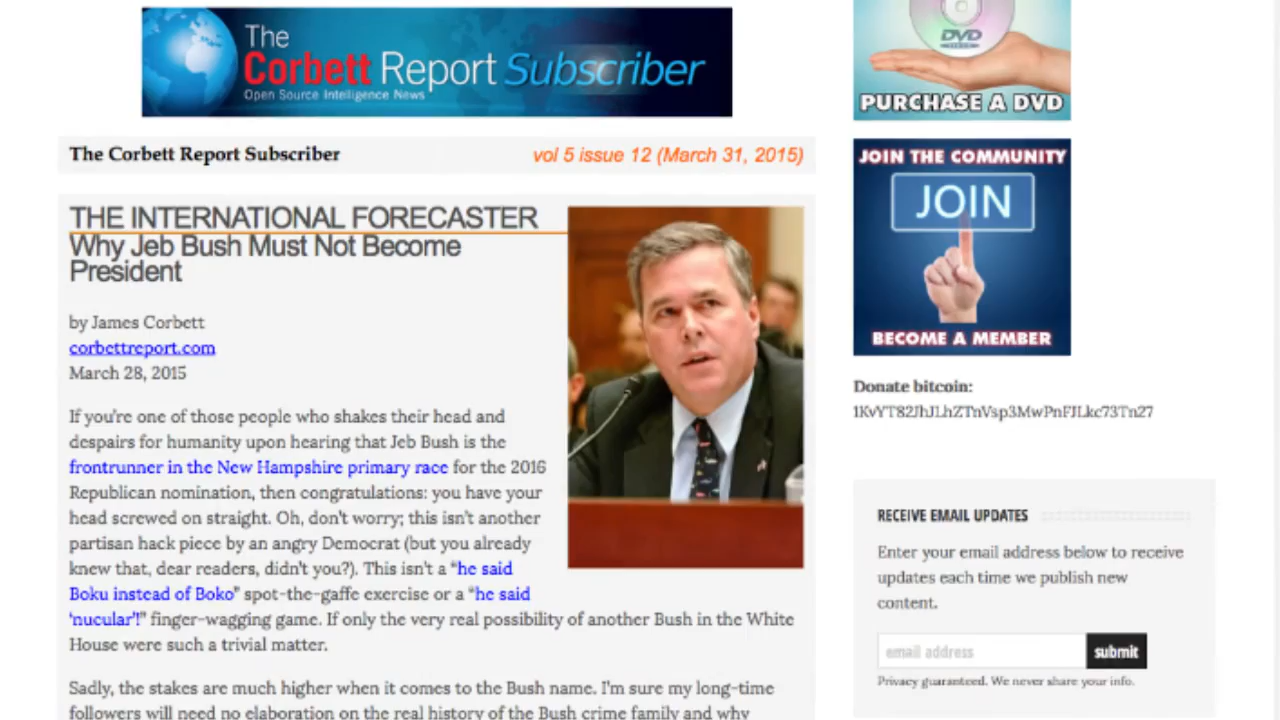 The
Corbett Report Subscriber
Open Source Intelligence News
The Corbett Report Subscriber
vol 5 issue 12 (March 31, 2015)
THE INTERNATIONAL FORECASTER
Why Jeb Bush Must Not Become
President
by James Corbett
corbettreport.com
March 28, 2015
If you're one of those people who shakes their head and
despairs for humanity upon hearing that Jeb Bush is the
frontrunner in the New Hampshire primary race for the 2016
Republican nomination, then congratulations: you have your
head screwed on straight. Oh, don't worry; this isn't another
partisan hack piece by an angry Democrat (but you already
knew that, dear readers, didn't you?). This isn't a "he said
Boku instead of Boko" spot-the-gaffe exercise or a "he said
'nucular'!" finger-wagging game. If only the very real possibility of another Bush in the White
House were such a trivial matter.
Sadly, the stakes are much higher when it comes to the Bush name. I'm sure my long-time
followers will need no elaboration on the real history of the Bush crime family and why
DVD
PURCHASE A DVD
JOIN THE COMMUNITY
JOIN
BECOME A MEMBER
Donate bitcoin:
1KvYT82JhJLhZTnVsp3MwPnFJLkc73Tn27
RECEIVE EMAIL UPDATES
Enter your email address below to receive
updates each time we publish new
content.
email address
submit
Privacy guaranteed. We never share your info.